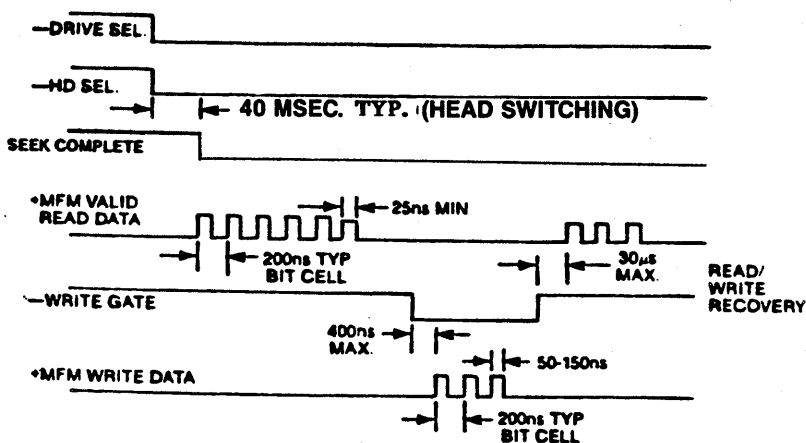 —DRIVE SEL.
—HD SEL.
40 MSEC. TYP. (HEAD SWITCHING)
SEEK COMPLETE
+MFM VALID
READ DATA
25ns MIN
200ns TYP
BIT CELL
30µs
MAX.
READ/
WRITE
RECOVERY
—WRITE GATE
400ns
MAX.
50-150ns
+MFM WRITE DATA
200ns TYP
BIT CELL